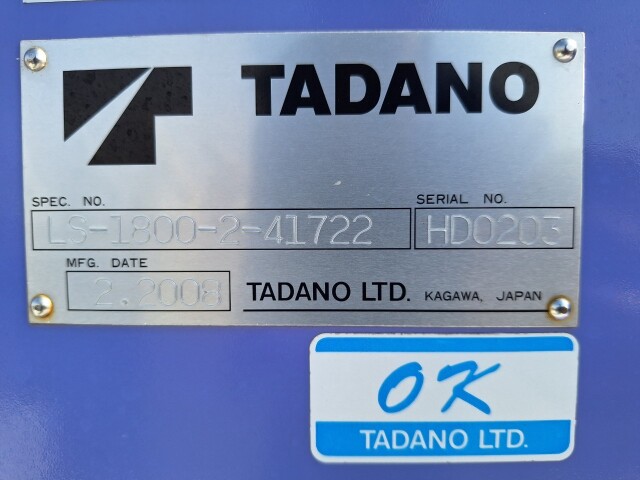 TADANO
SPEC. NO.
SERIAL NO.
LS-1800-2-41722
HD0203
MFG. DATE
2.2008
TADANO LTD. KAGAWA, JAPAN
OK
TADANO LTD.